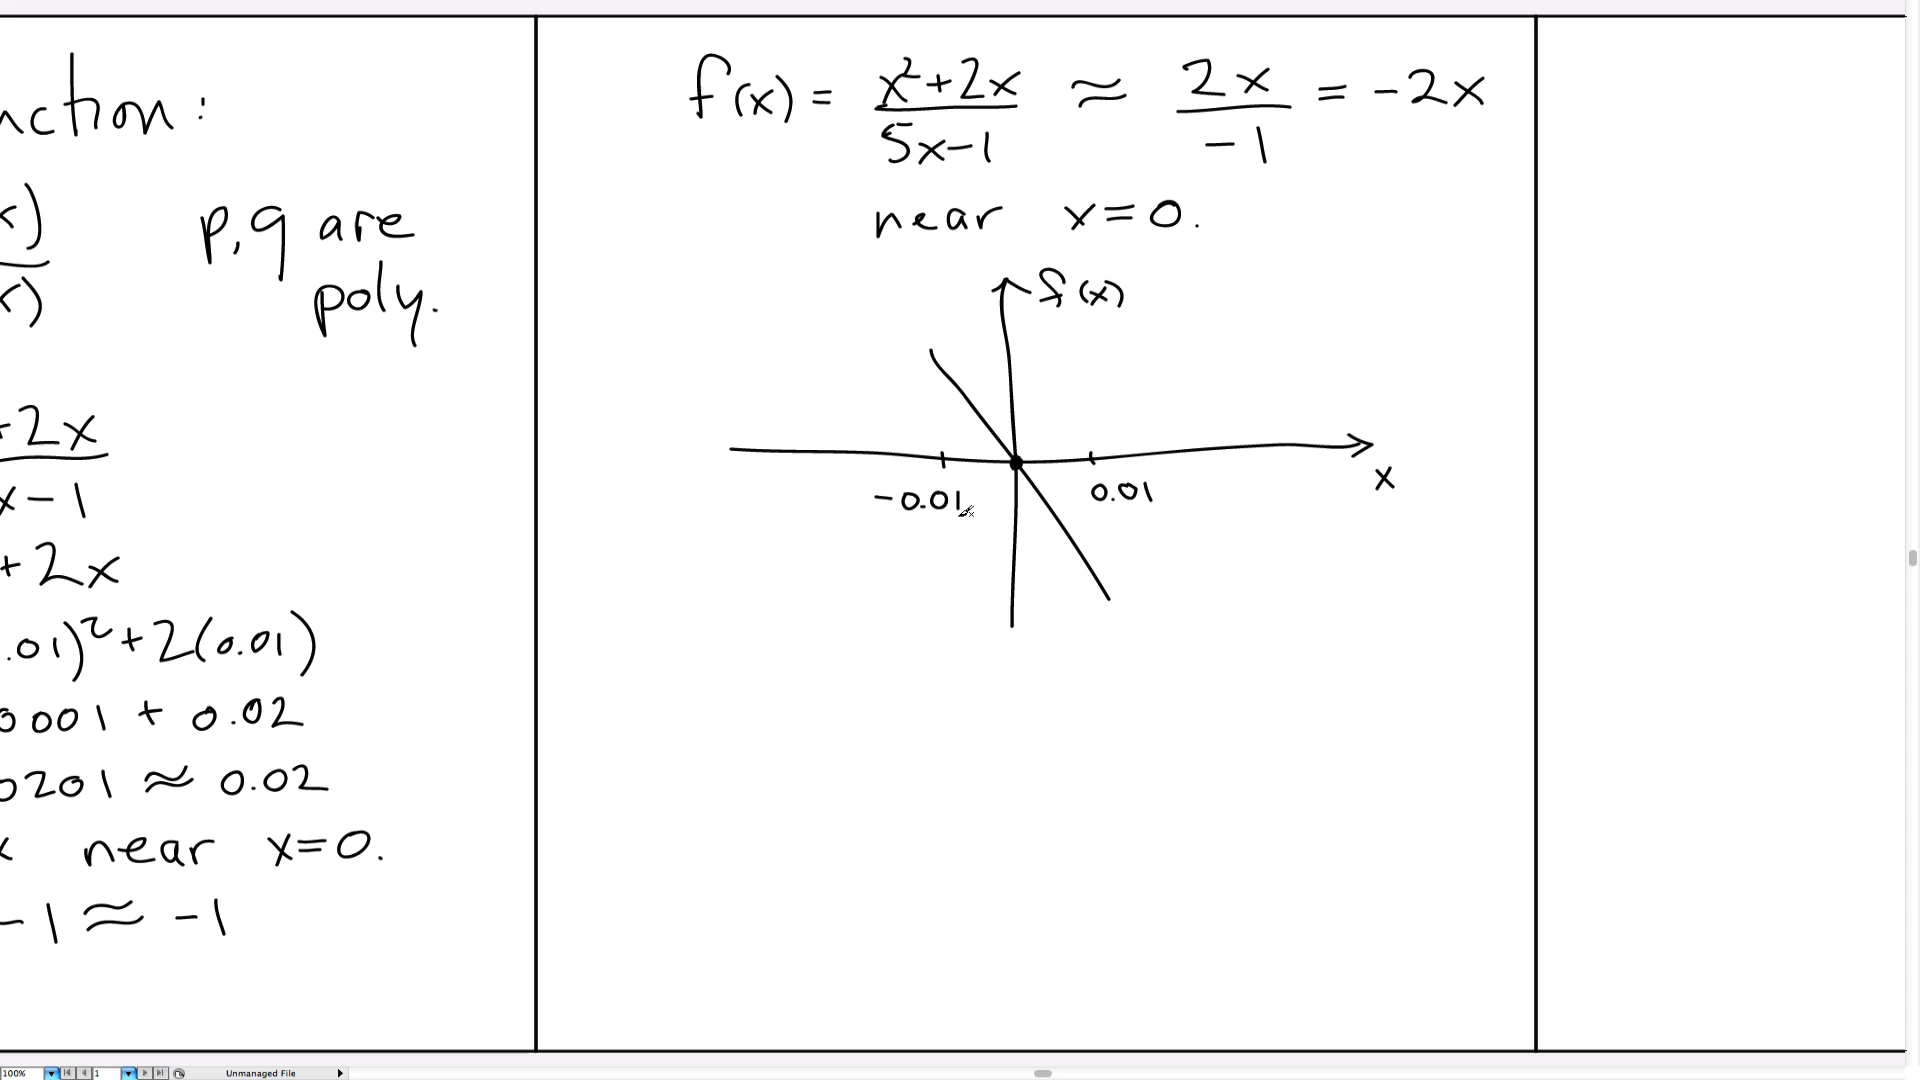 nction:
x)
p,q are
x)
poly.
+2x
x-1
+2x
.01)²+2(0.01)
0001 + 0.02
0201 ≈ 0.02
x near x=0.
-1 ≈ -1
f(x) = x²+2x ≈ 2x = -2x
5x-1 -1
near x=0.
f(x)
x
-0.01 0.01
100% 1 Unmanaged File